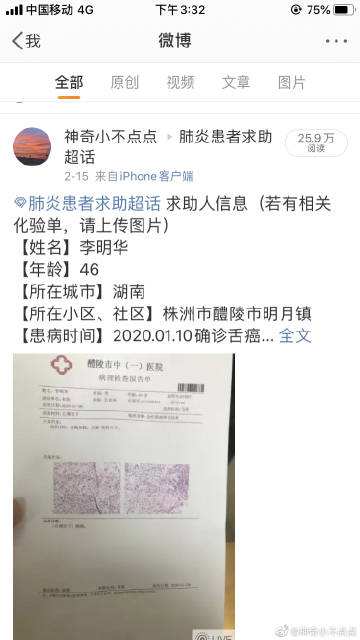 中国移动 4G
下午 3:32
75%
我
微博
全部
原创
视频
文章
图片
神奇小不点点 ▸ 肺炎患者求助
超话
25.9万
阅读
2-15 来自iPhone客户端
肺炎患者求助超话 求助人信息（若有相关
化验单，请上传图片）
【姓名】李明华
【年龄】46
【所在城市】湖南
【所在小区、社区】株洲市醴陵市明月镇
【患病时间】2020.01.10确诊舌癌... 全文
醴陵市中（一）医院
病理检查报告单
LIVE
@神奇小不点点